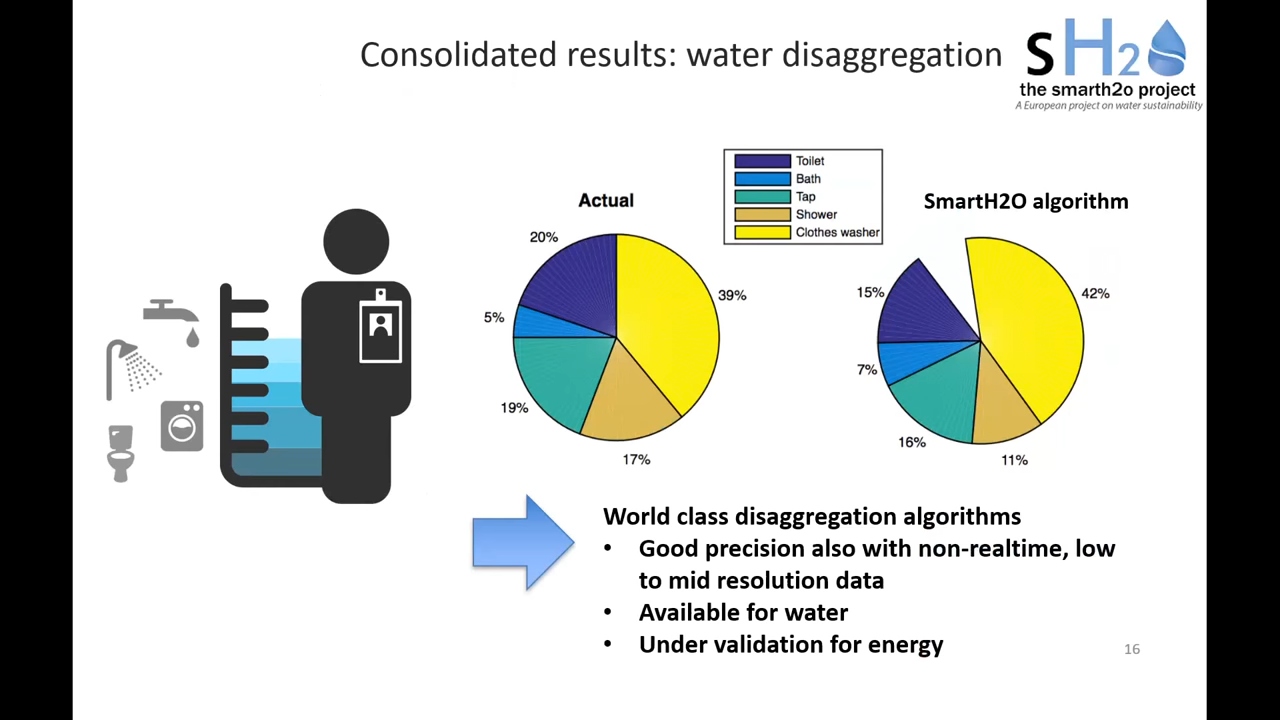 Consolidated results: water disaggregation
sH2O
the smarth2o project
A European project on water sustainability
Toilet
Bath
Tap
Shower
Clothes washer
Actual
20%
39%
5%
19%
17%
SmartH2O algorithm
15%
42%
7%
16%
11%
World class disaggregation algorithms
• Good precision also with non-realtime, low
to mid resolution data
• Available for water
• Under validation for energy
16